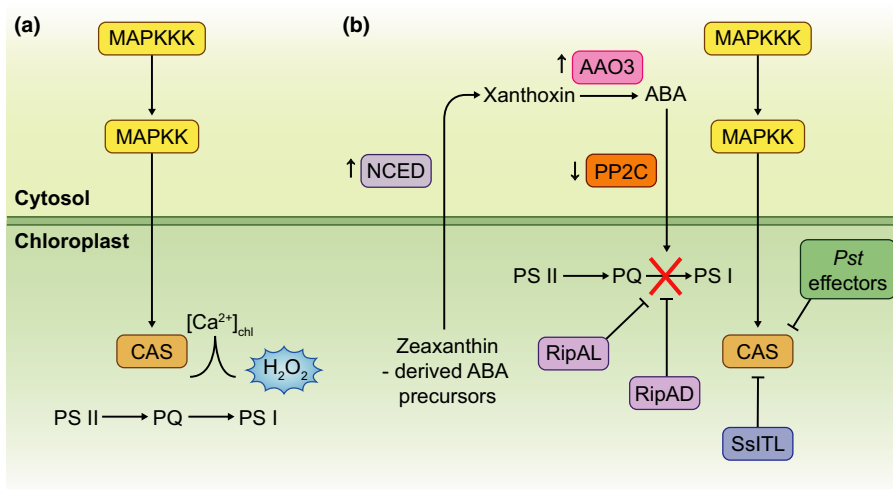 (a)
MAPKKK
MAPKK
Cytosol
Chloroplast
[Ca²⁺]chl
CAS
H₂O₂
PS II PQ PS I
(b)
↑ AAO3
Xanthoxin ABA
↑ NCED
↓ PP2C
MAPKKK
MAPKK
PS II PQ PS I
Pst
effectors
RipAL
CAS
Zeaxanthin
- derived ABA
precursors
RipAD
SsITL